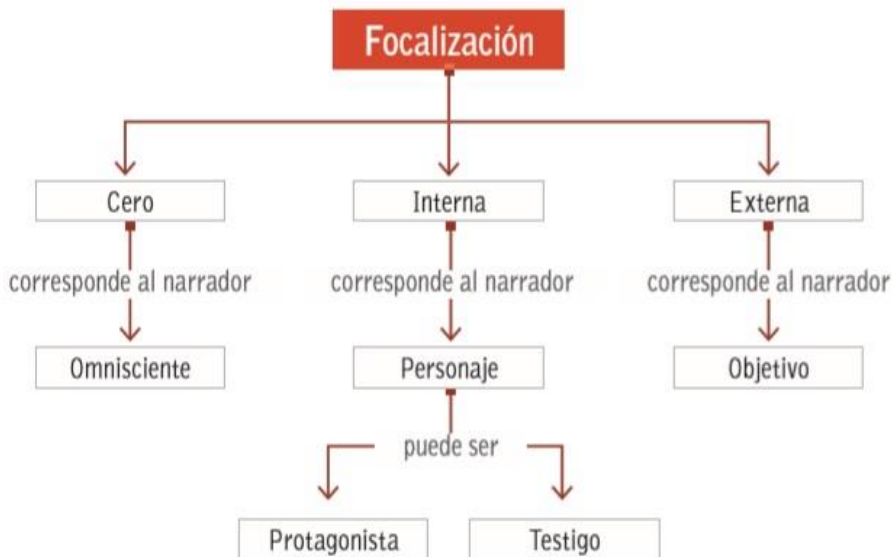 Focalización
Cero
Interna
Externa
corresponde al narrador
corresponde al narrador
corresponde al narrador
Omnisciente
Personaje
Objetivo
puede ser
Protagonista
Testigo